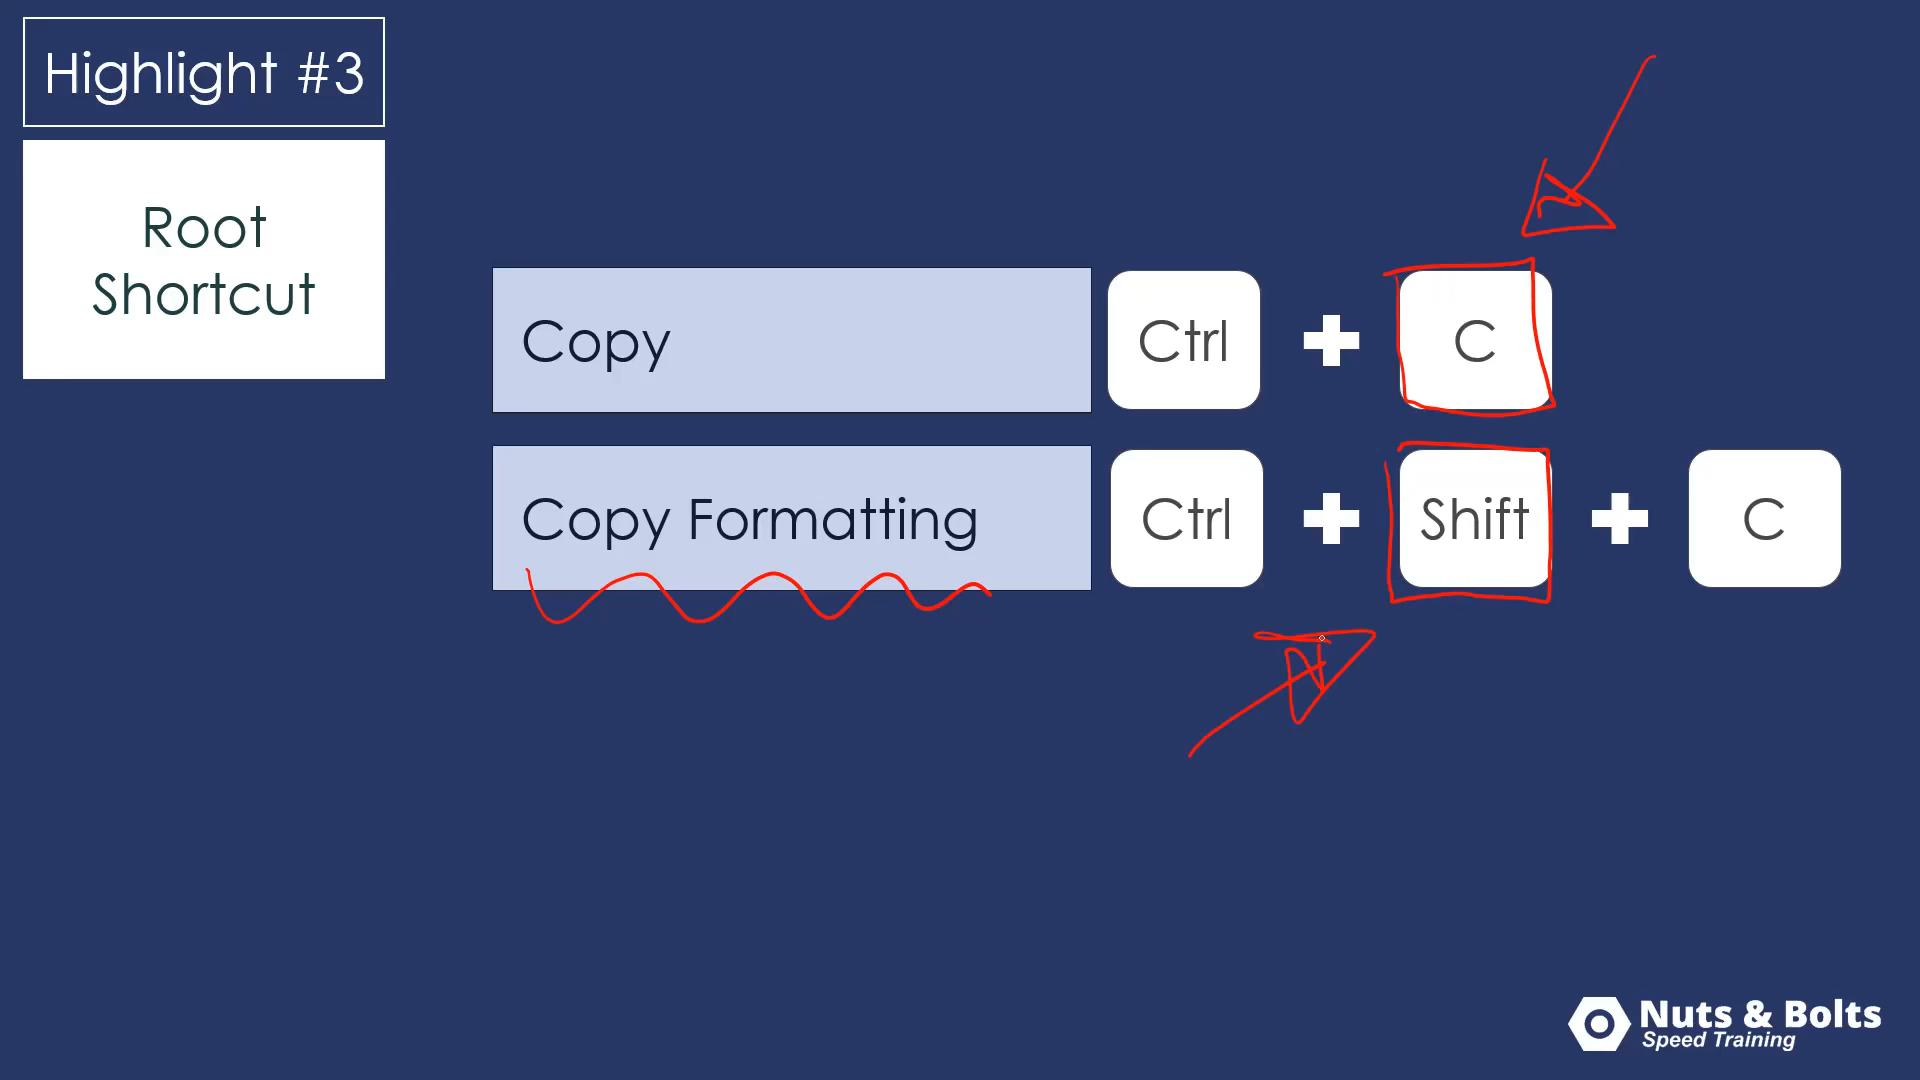 Highlight #3
Root
Shortcut
Copy Ctrl + C
Copy Formatting Ctrl + Shift + C
Nuts & Bolts
Speed Training